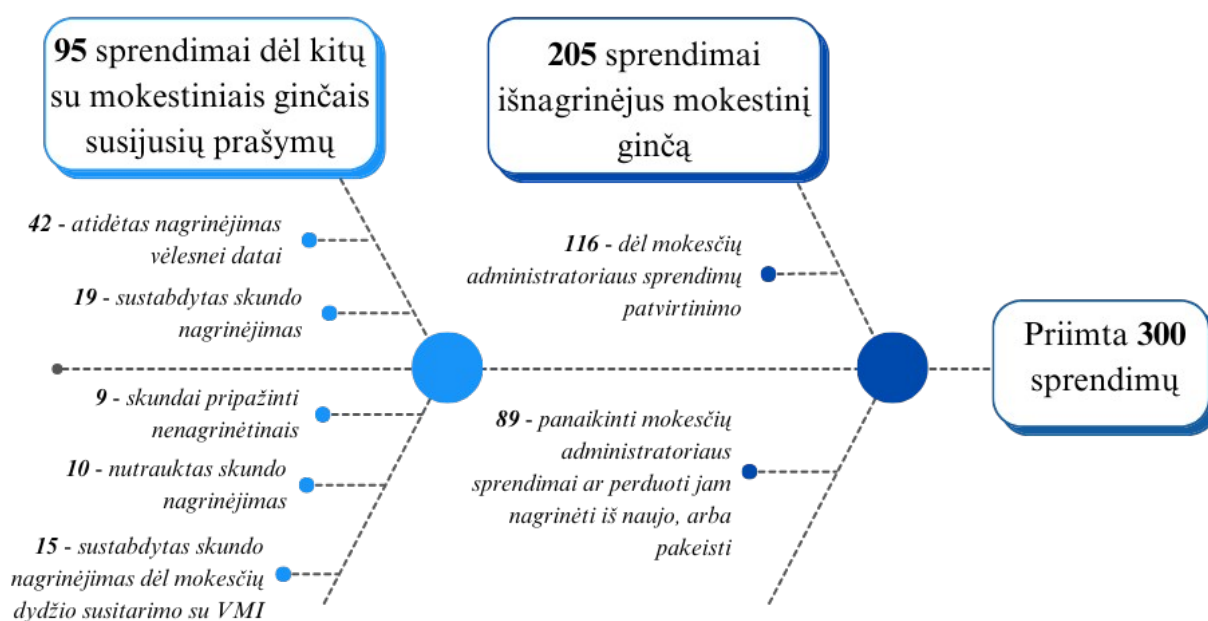 95 sprendimai dėl kitų
su mokestiniais ginčais
susijusių prašymų
42 - atidėtas nagrinėjimas
vėlesnei datai
19 - sustabdytas skundo
nagrinėjimas
9 - skundai pripažinti
nenagrinėtinais
10 - nutrauktas skundo
nagrinėjimas
15 - sustabdytas skundo
nagrinėjimas dėl mokesčių
dydžio susitarimo su VMI
205 sprendimai
išnagrinėjus mokestinį
ginčą
116 - dėl mokesčių
administratoriaus sprendimų
patvirtinimo
89 - panaikinti mokesčių
administratoriaus
sprendimai ar perduoti jam
nagrinėti iš naujo, arba
pakeisti
Priimta 300
sprendimų